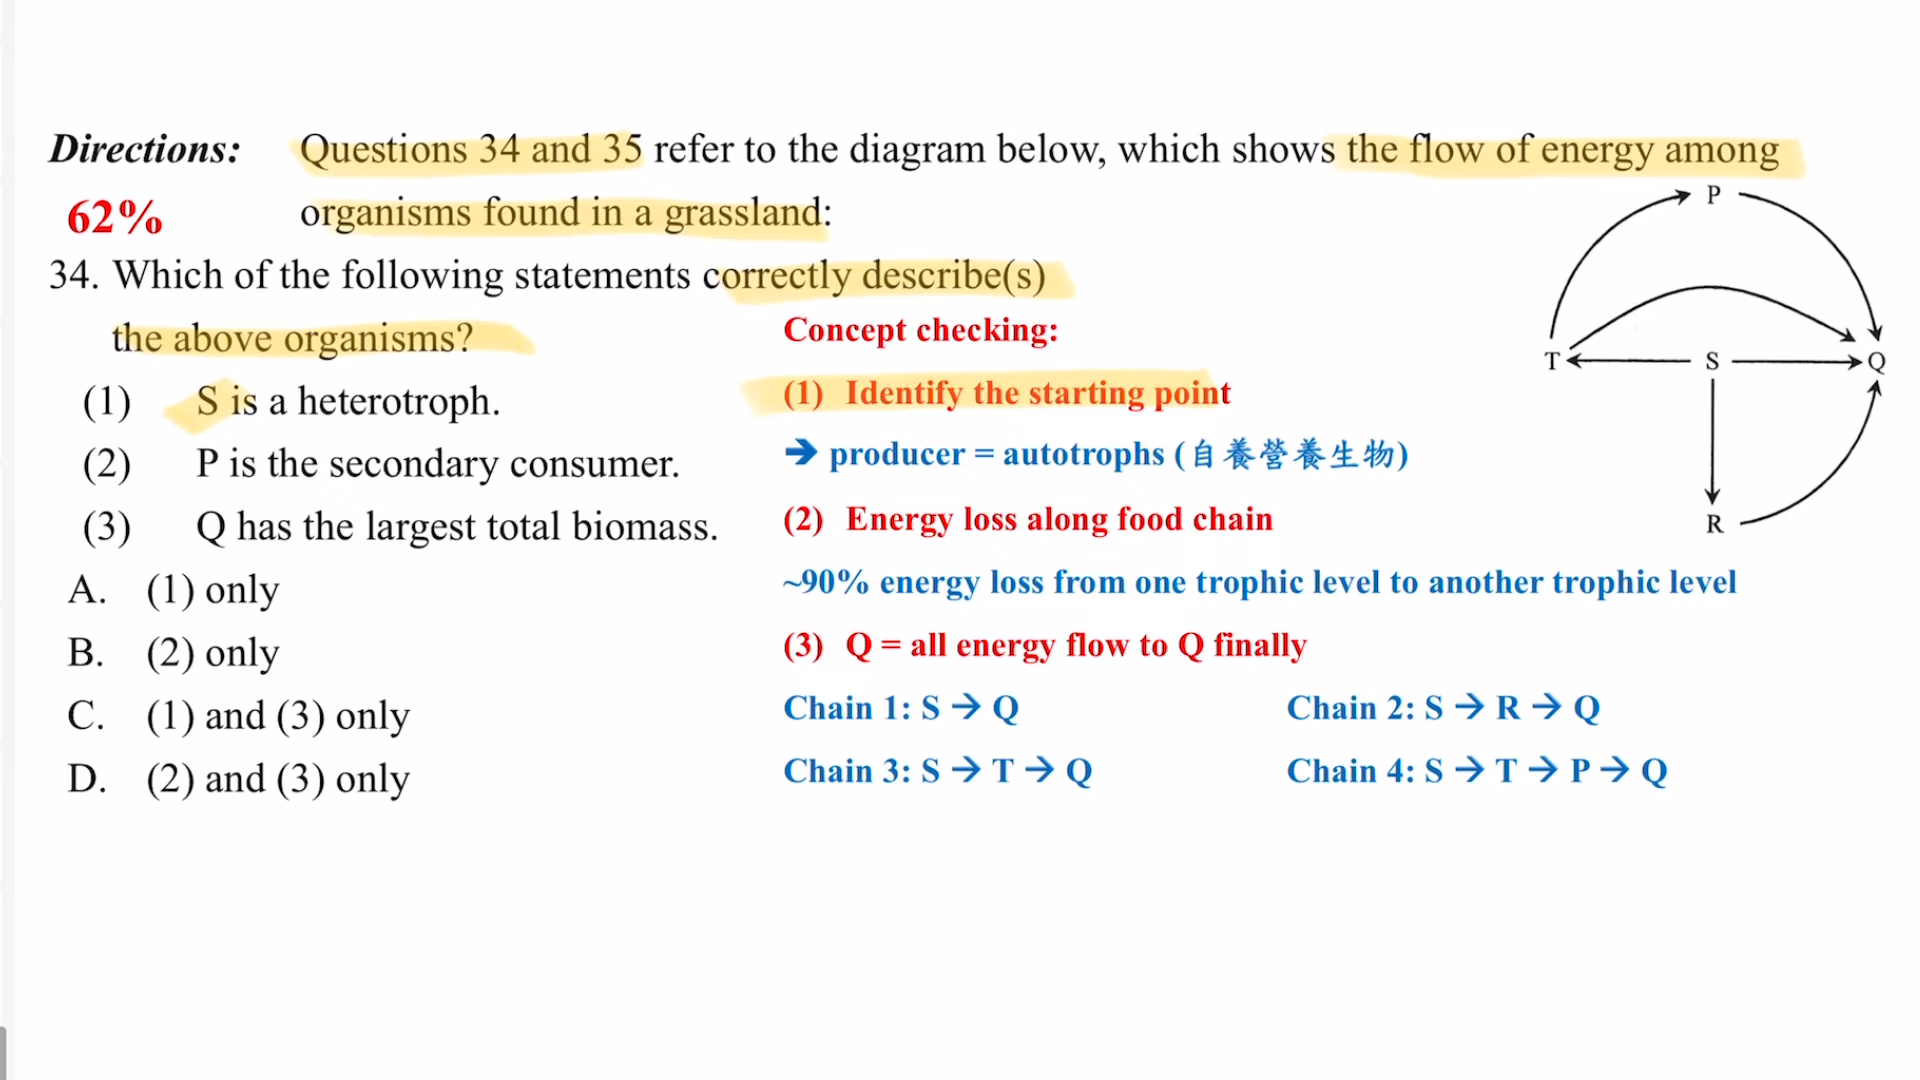 Directions: Questions 34 and 35 refer to the diagram below, which shows the flow of energy among
62% organisms found in a grassland:
34. Which of the following statements correctly describe(s)
the above organisms?
(1) S is a heterotroph.
(2) P is the secondary consumer.
(3) Q has the largest total biomass.
A. (1) only
B. (2) only
C. (1) and (3) only
D. (2) and (3) only
Concept checking:
(1) Identify the starting point
➔ producer = autotrophs (自養營養生物)
(2) Energy loss along food chain
~90% energy loss from one trophic level to another trophic level
(3) Q = all energy flow to Q finally
Chain 1: S → Q
Chain 2: S → R → Q
Chain 3: S → T → Q
Chain 4: S → T → P → Q
P
T S Q
R